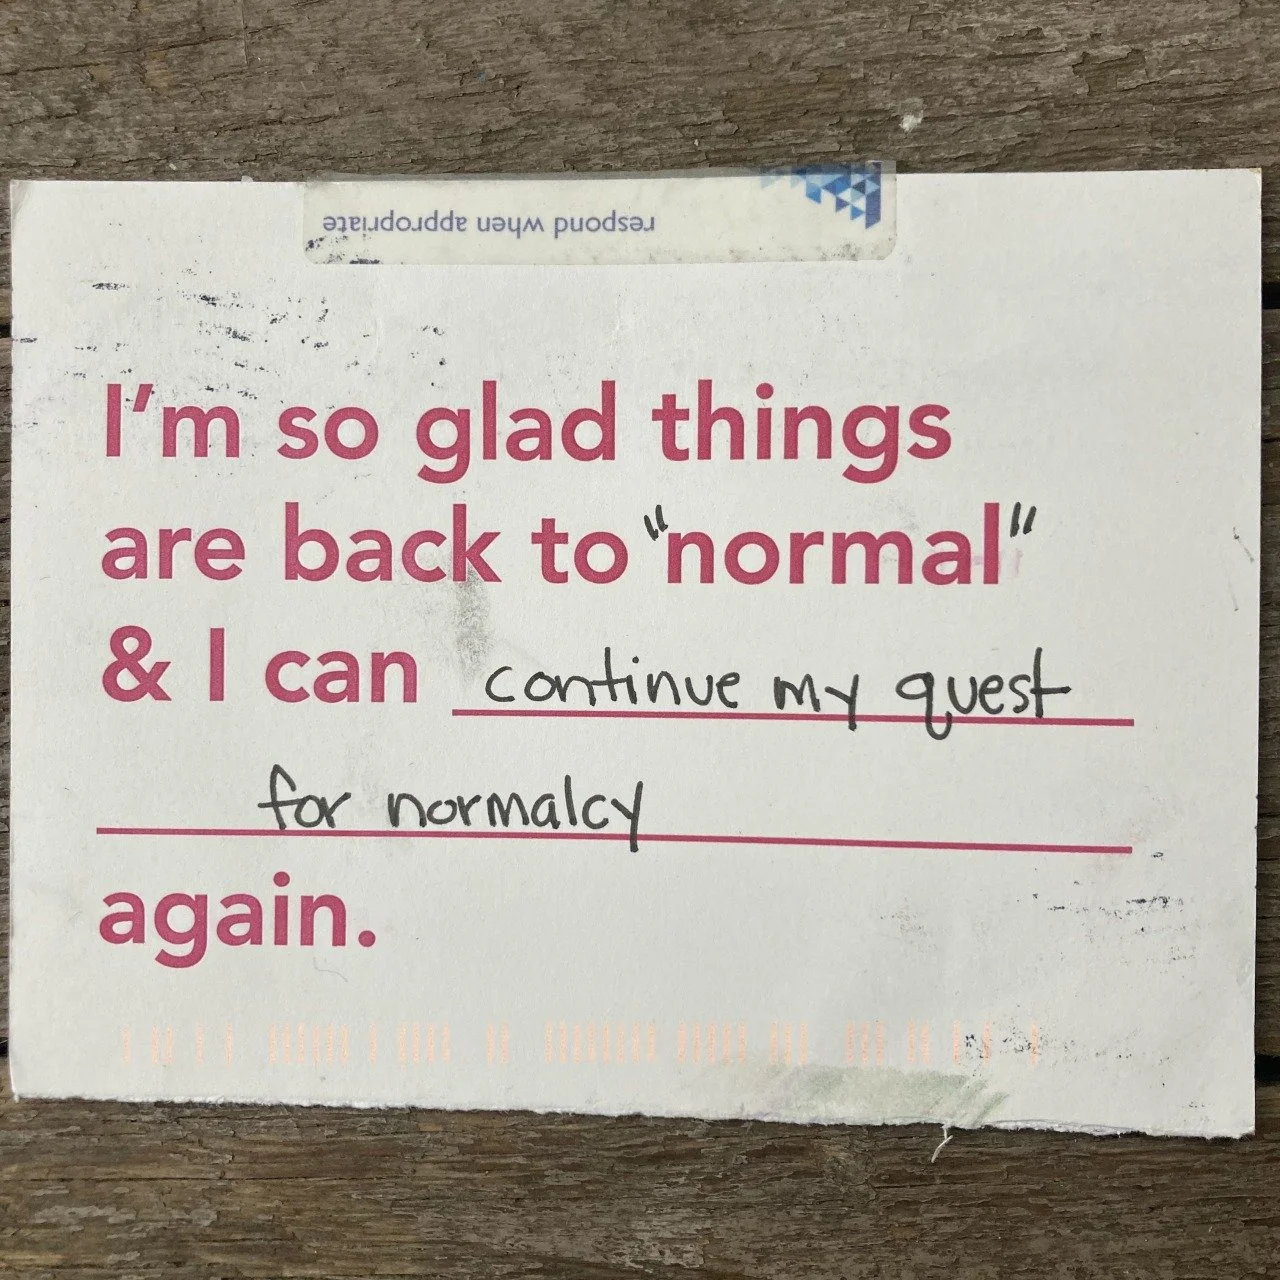 respond when appropriate
I'm so glad things
are back to "normal"
& I can continue my quest
for normalcy
again.